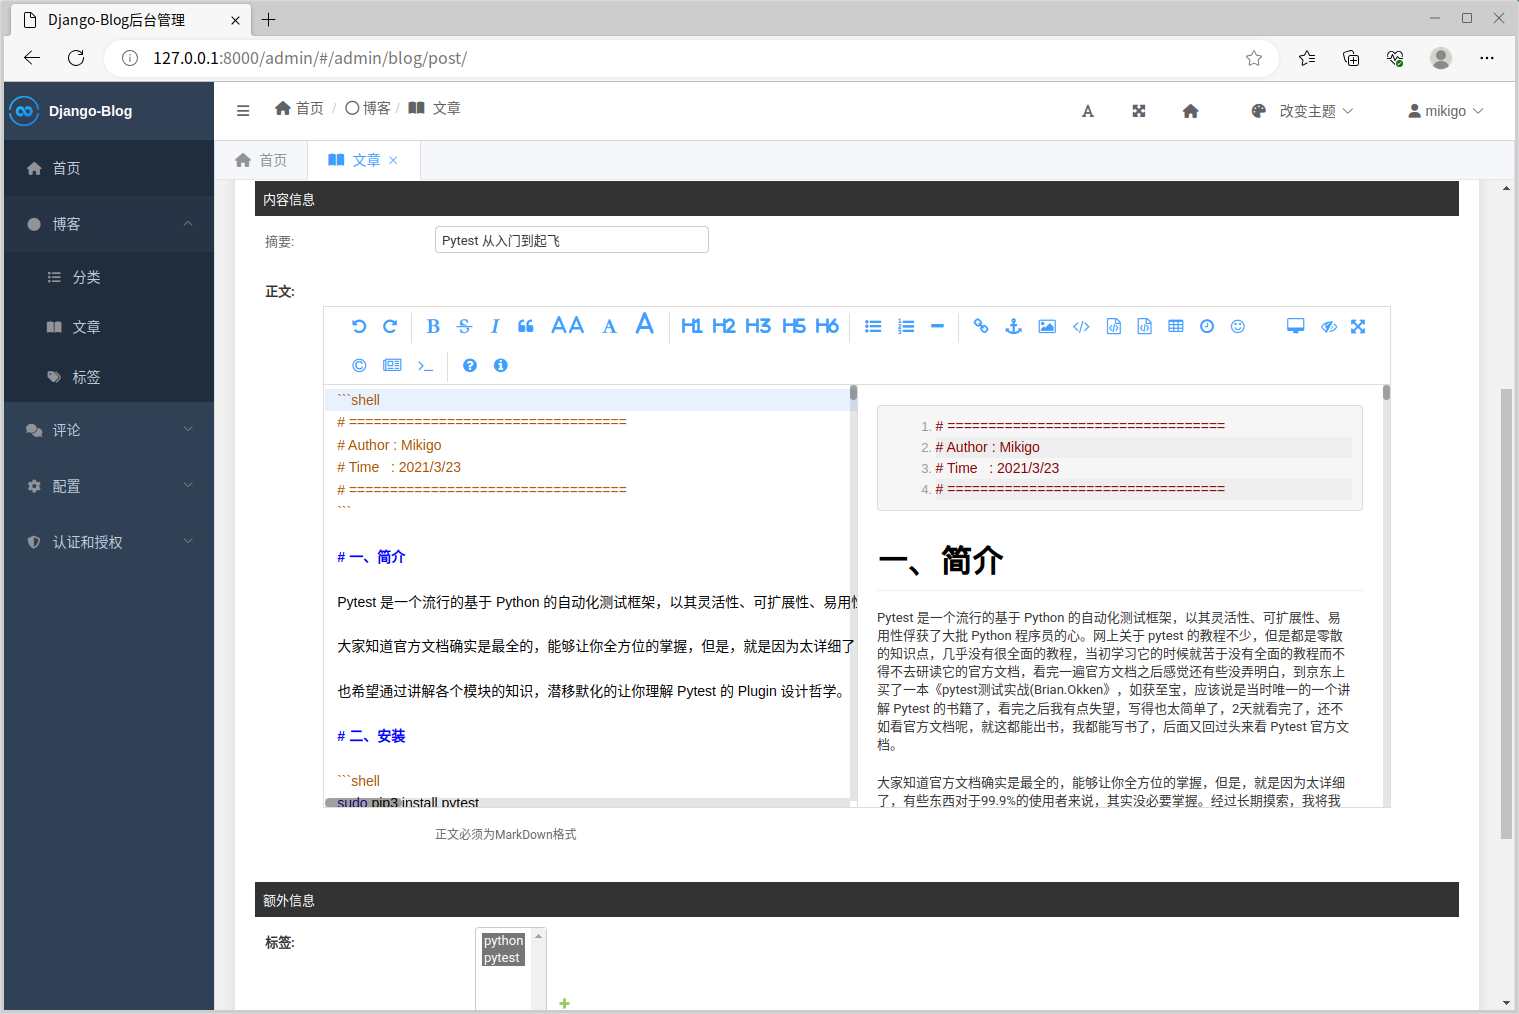 Django-Blog后台管理
127.0.0.1:8000/admin/#/admin/blog/post/
Django-Blog
首页 / 博客 / 文章
改变主题
mikigo
首页
文章
首页
博客
分类
文章
标签
评论
配置
认证和授权
内容信息
摘要:
Pytest 从入门到起飞
正文:
B S I AA A A H1 H2 H3 H5 H6
```shell
# ==================================
# Author : Mikigo
# Time   : 2021/3/23
# ==================================
```
# 一、简介
Pytest 是一个流行的基于 Python 的自动化测试框架，以其灵活性、可扩展性、易用性
大家知道官方文档确实是最全的，能够让你全方位的掌握，但是，就是因为太详细了
也希望通过讲解各个模块的知识，潜移默化的让你理解 Pytest 的 Plugin 设计哲学。
# 二、安装
```shell
sudo pip3 install pytest
1. # ==================================
2. # Author : Mikigo
3. # Time   : 2021/3/23
4. # ==================================
一、简介
Pytest 是一个流行的基于 Python 的自动化测试框架，以其灵活性、可扩展性、易
用性俘获了大批 Python 程序员的心。网上关于 pytest 的教程不少，但是都是零散
的知识点，几乎没有很全面的教程，当初学习它的时候就苦于没有全面的教程而不
得不去研读它的官方文档，看完一遍官方文档之后感觉还有些没弄明白，到京东上
买了一本《pytest测试实战(Brian.Okken》，如获至宝，应该说是当时唯一的一个讲
解 Pytest 的书籍了，看完之后我有点失望，写得也太简单了，2天就看完了，还不
如看官方文档呢，就这都能出书，我都能写书了，后面又回过头来看 Pytest 官方文
档。
大家知道官方文档确实是最全的，能够让你全方位的掌握，但是，就是因为太详细
了，有些东西对于99.9%的使用者来说，其实没必要掌握。经过长期摸索，我将我
正文必须为MarkDown格式
额外信息
标签:
python
pytest